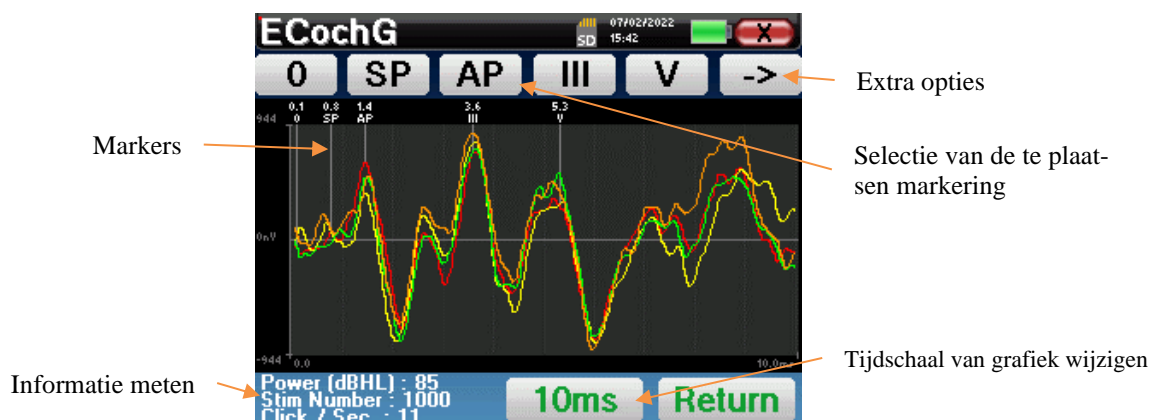 ECochG
SD
07/02/2022
15:42
X
0 SP AP III V ->
Extra opties
0.1 0.8 1.4 3.6 5.3
0 SP AP III V
944
Markers
Selectie van de te plaat-
sen markering
0nV
-944
0.0
10.0ms
Tijdschaal van grafiek wijzigen
Informatie meten
Power (dBHL) : 85
Stim Number : 1000
Click / Sec. : 11
10ms
Return